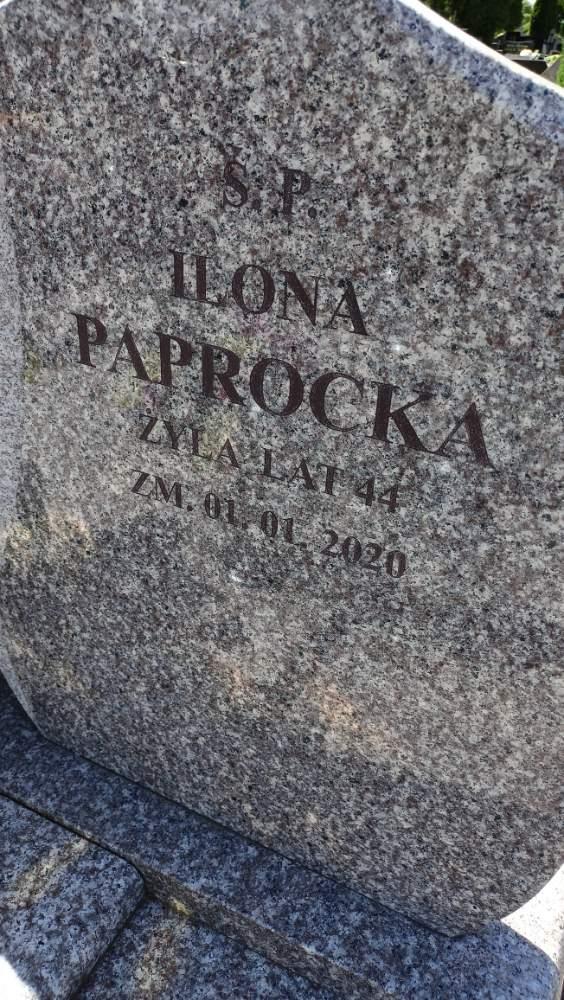 Ś. P.
ILONA
PAPROCKA
ŻYŁA LAT 44
ZM. 01. 01. 2020